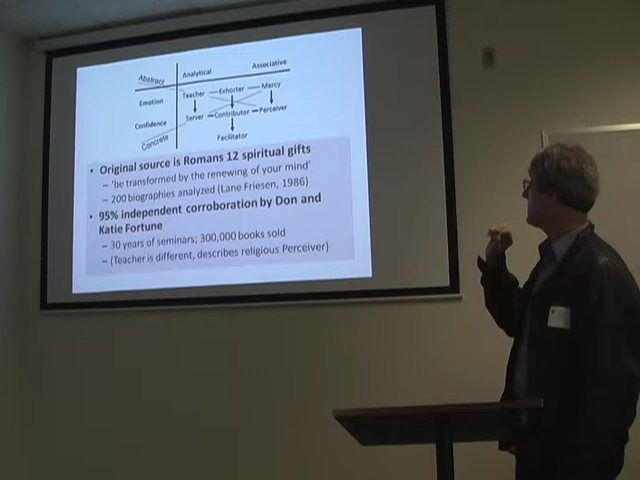 Abstract Analytical Associative
Emotion Teacher Exhorter Mercy
Confidence Server Contributor Perceiver
Concrete Facilitator
• Original source is Romans 12 spiritual gifts
– 'be transformed by the renewing of your mind'
– 200 biographies analyzed (Lane Friesen, 1986)
• 95% independent corroboration by Don and
Katie Fortune
– 30 years of seminars; 300,000 books sold
– (Teacher is different, describes religious Perceiver)